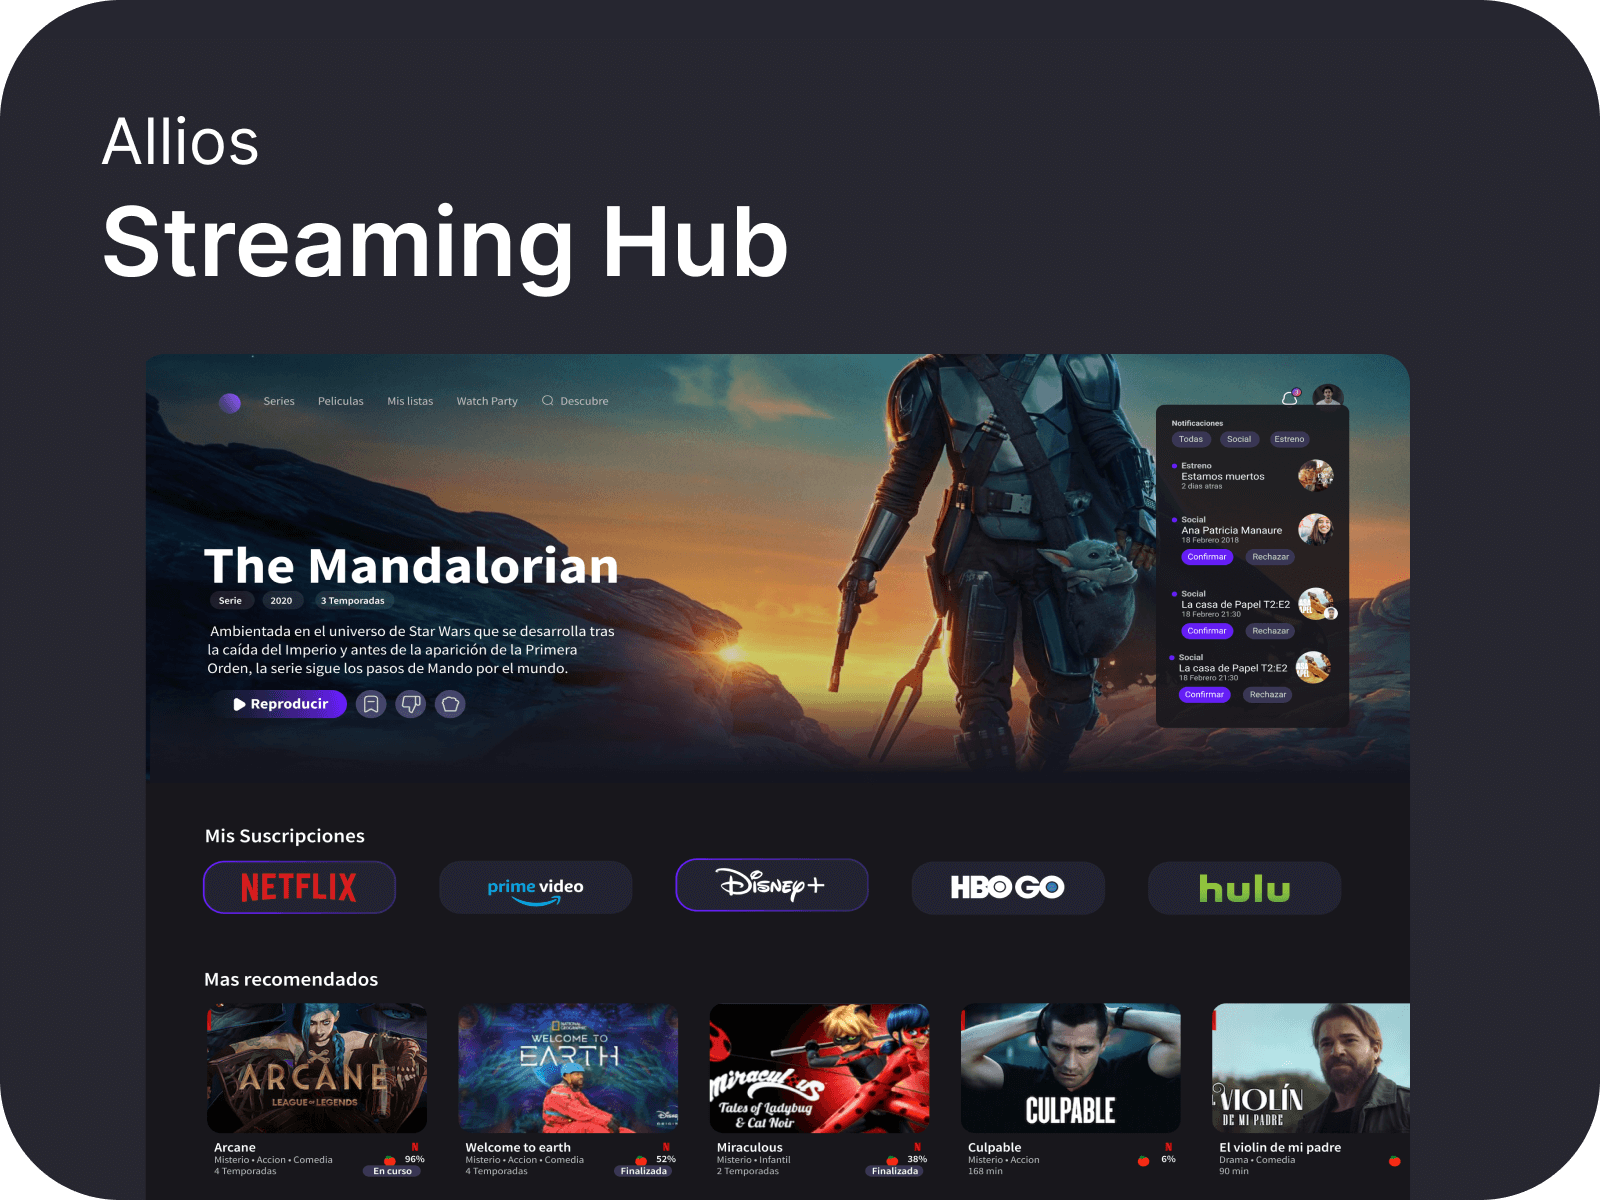 Allios
Streaming Hub
Series Peliculas Mis listas Watch Party Descubre
3
Notificaciones
Todas Social Estreno
Estreno
Estamos muertos
2 dias atras
Social
Ana Patricia Manaure
18 Febrero 2018
Confirmar Rechazar
Social
La casa de Papel T2:E2
18 Febrero 21:30
Confirmar Rechazar
Social
La casa de Papel T2:E2
18 Febrero 21:30
Confirmar Rechazar
The Mandalorian
Serie 2020 3 Temporadas
Ambientada en el universo de Star Wars que se desarrolla tras
la caída del Imperio y antes de la aparición de la Primera
Orden, la serie sigue los pasos de Mando por el mundo.
Reproducir
Mis Suscripciones
NETFLIX prime video Disney+ HBO GO hulu
Mas recomendados
ARCANE
LEAGUE OF LEGENDS
NATIONAL GEOGRAPHIC
WELCOME TO
EARTH
Miraculous
Tales of Ladybug
& Cat Noir
CULPABLE
VIOLÍN
DE MI PADRE
Arcane
N
Misterio • Accion • Comedia
96%
4 Temporadas
En curso
Welcome to earth
N
Misterio • Accion • Comedia
52%
4 Temporadas
Finalizada
Miraculous
N
Misterio • Infantil
38%
2 Temporadas
Finalizada
Culpable
N
Misterio • Accion
6%
168 min
El violin de mi padre
Drama • Comedia
90 min